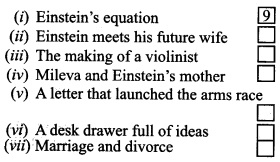 (i) Einstein's equation 9
(ii) Einstein meets his future wife
(iii) The making of a violinist
(iv) Mileva and Einstein's mother
(v) A letter that launched the arms race
(vi) A desk drawer full of ideas
(vii) Marriage and divorce